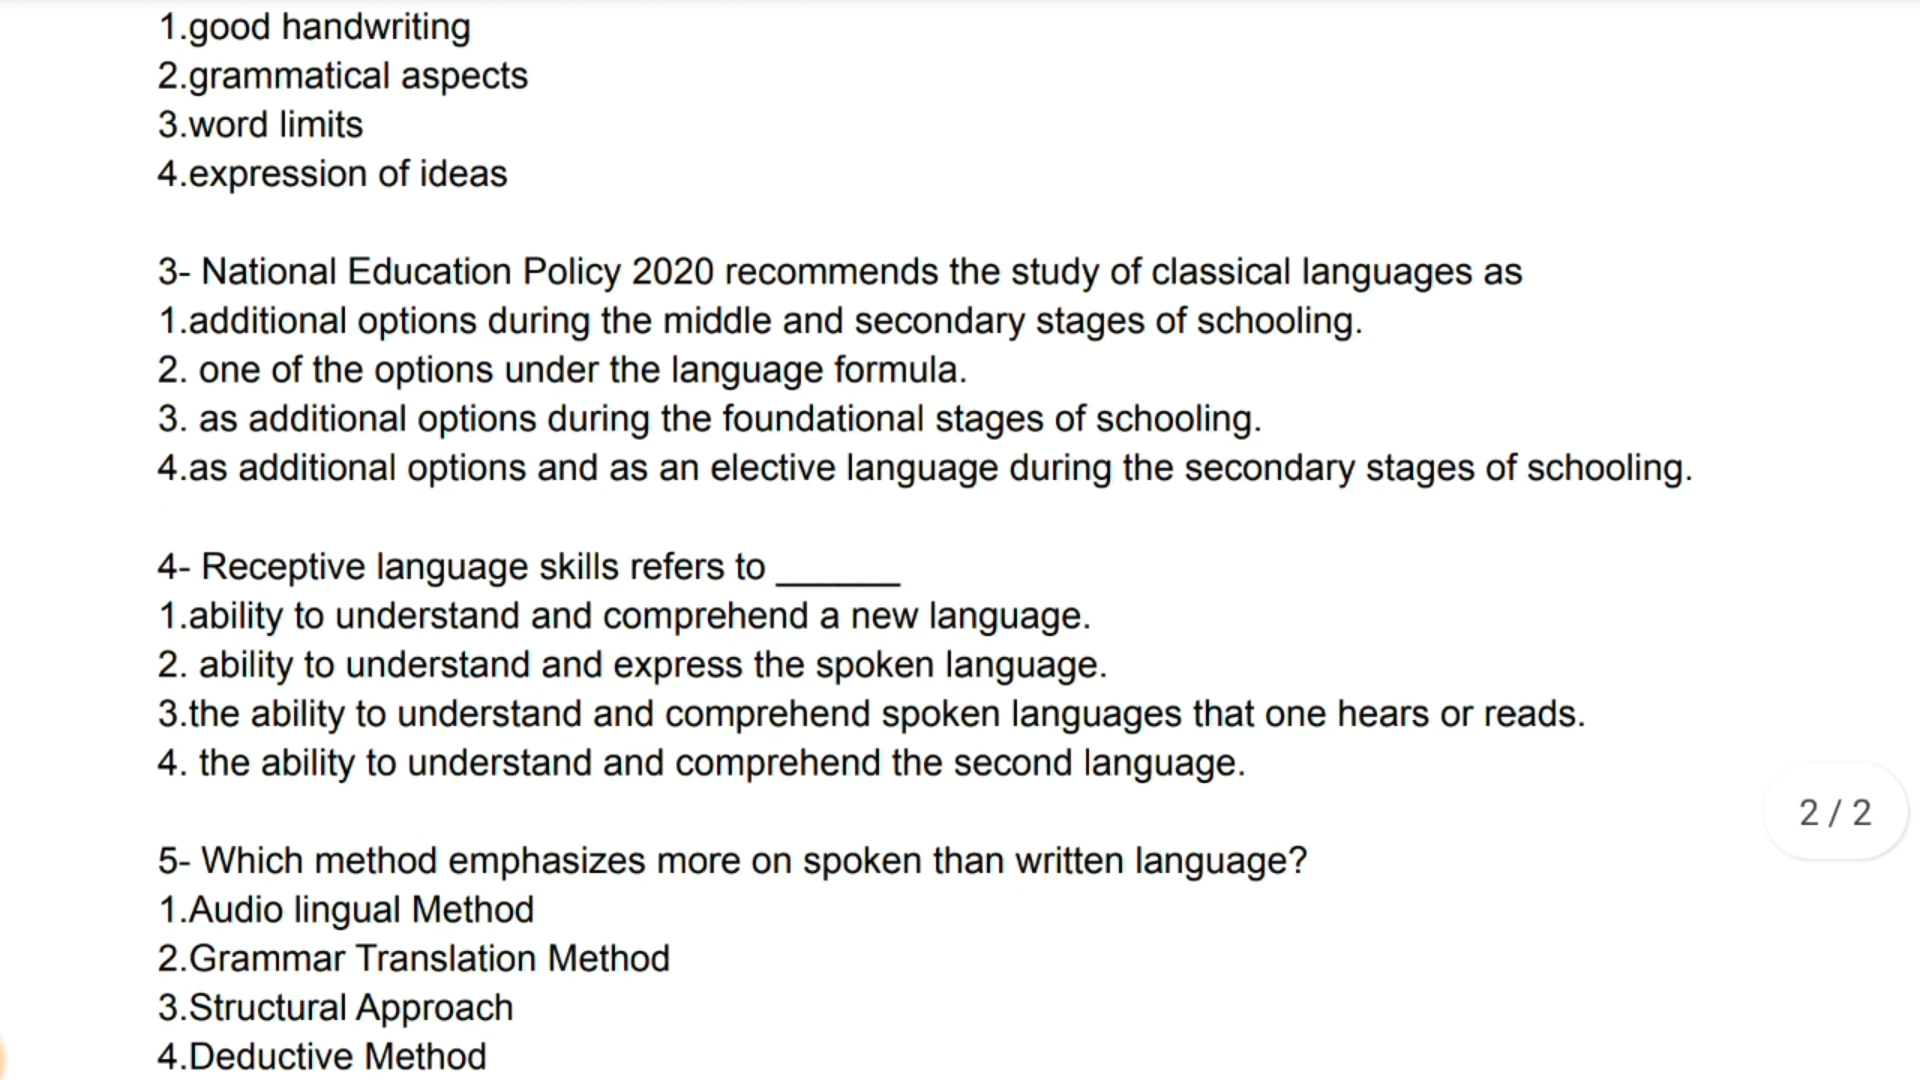 1.good handwriting
2.grammatical aspects
3.word limits
4.expression of ideas
3- National Education Policy 2020 recommends the study of classical languages as
1.additional options during the middle and secondary stages of schooling.
2. one of the options under the language formula.
3. as additional options during the foundational stages of schooling.
4.as additional options and as an elective language during the secondary stages of schooling.
4- Receptive language skills refers to ______
1.ability to understand and comprehend a new language.
2. ability to understand and express the spoken language.
3.the ability to understand and comprehend spoken languages that one hears or reads.
4. the ability to understand and comprehend the second language.
2 / 2
5- Which method emphasizes more on spoken than written language?
1.Audio lingual Method
2.Grammar Translation Method
3.Structural Approach
4.Deductive Method